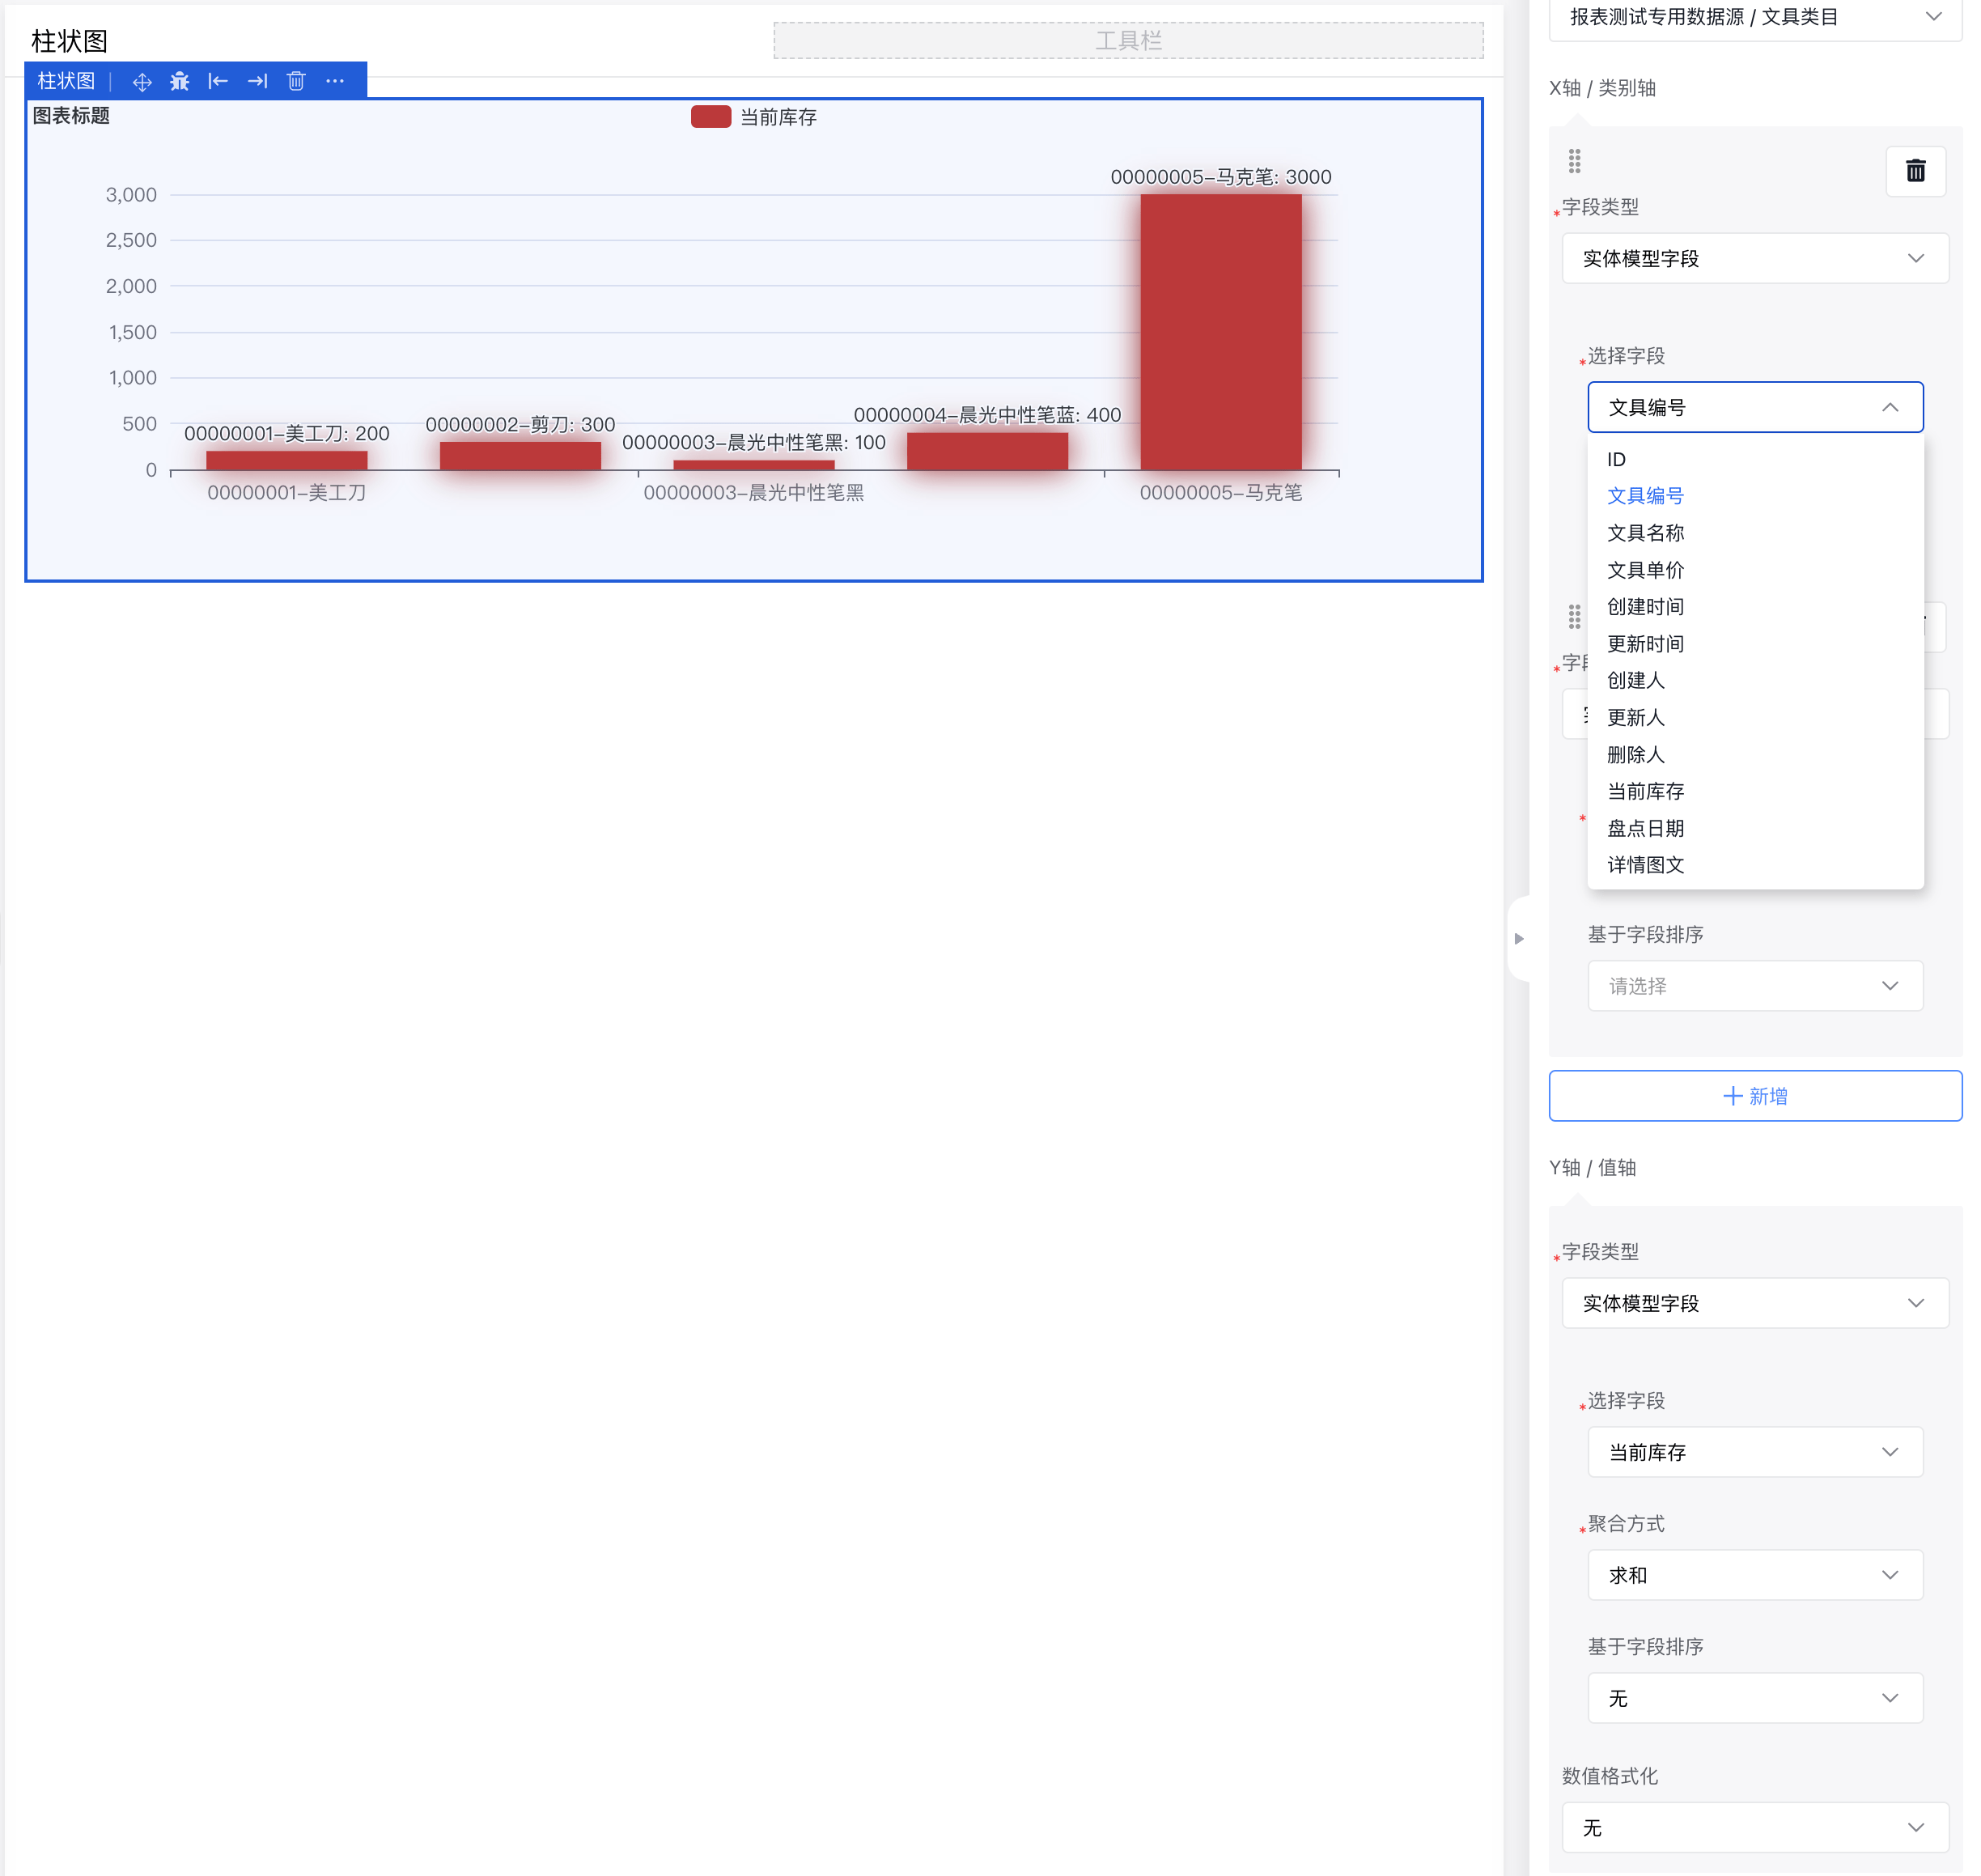 柱状图
工具栏
柱状图
图表标题
当前库存
00000005-马克笔: 3000
3,000
2,500
2,000
1,500
1,000
500
0
00000001-美工刀: 200
00000002-剪刀: 300
00000003-晨光中性笔黑: 100
00000004-晨光中性笔蓝: 400
00000001-美工刀
00000003-晨光中性笔黑
00000005-马克笔
报表测试专用数据源 / 文具类目
X轴 / 类别轴
*字段类型
实体模型字段
*选择字段
文具编号
ID
文具编号
文具名称
文具单价
创建时间
更新时间
创建人
更新人
删除人
当前库存
盘点日期
详情图文
*字
*
基于字段排序
请选择
新增
Y轴 / 值轴
*字段类型
实体模型字段
*选择字段
当前库存
*聚合方式
求和
基于字段排序
无
数值格式化
无